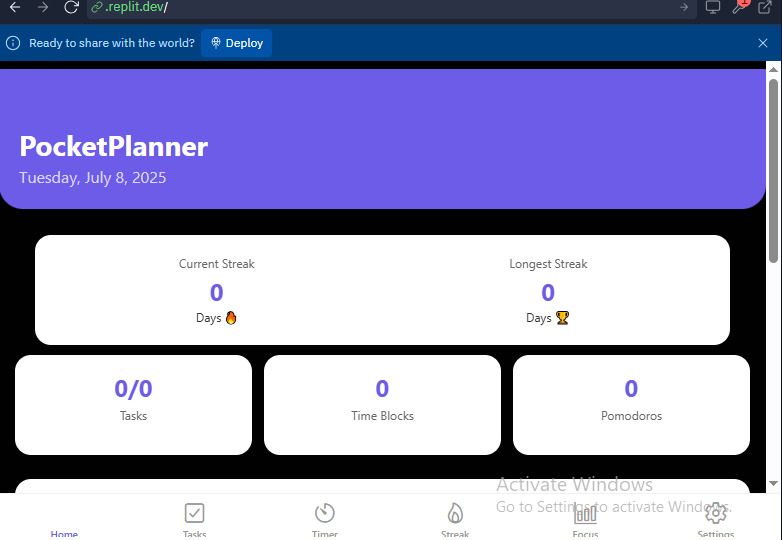 .replit.dev/
Ready to share with the world? Deploy
PocketPlanner
Tuesday, July 8, 2025
Current Streak Longest Streak
0 0
Days 🔥 Days 🏆
0/0 0 0
Tasks Time Blocks Pomodoros
Activate Windows
Go to Settings to activate Windows.
Home Tasks Timer Streak Focus Settings